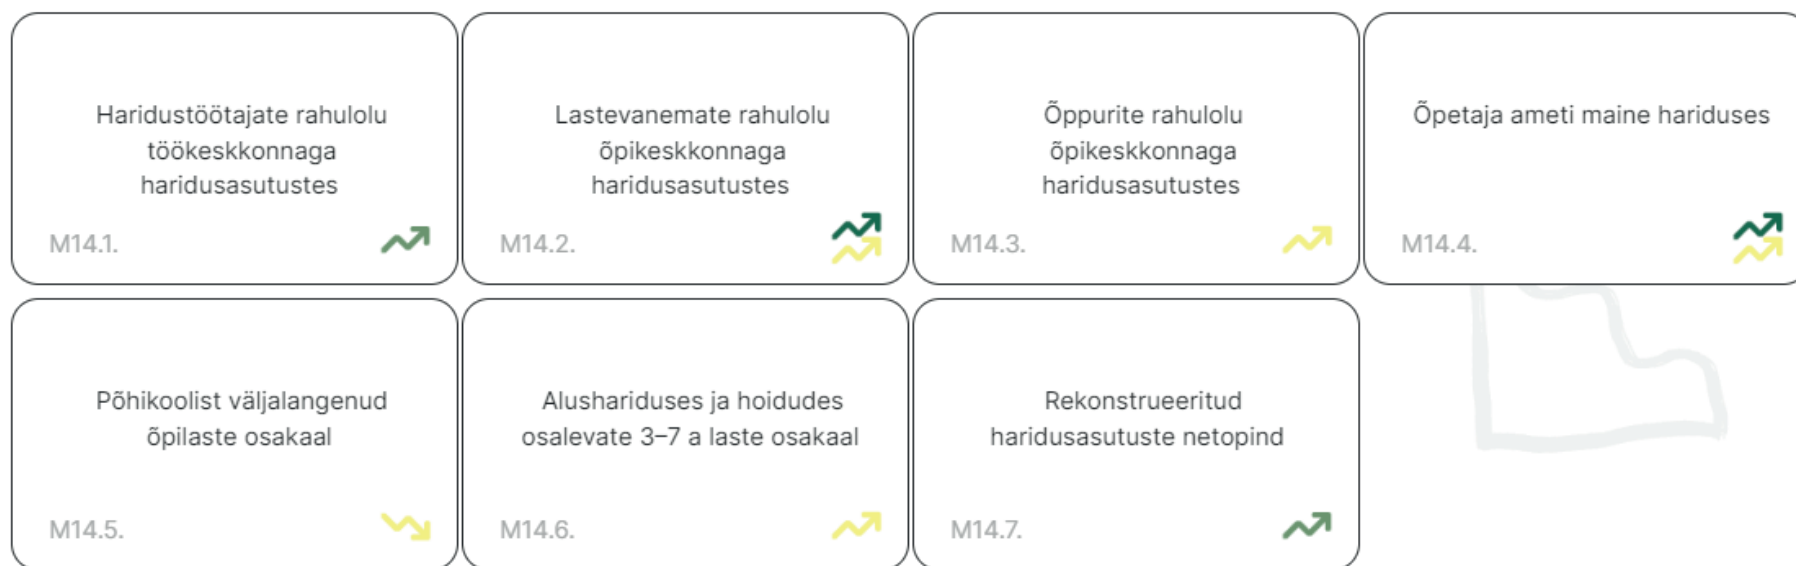 Haridustöötajate rahulolu
töökeskkonnaga
haridusasutustes
M14.1.
Lastevanemate rahulolu
õpikeskkonnaga
haridusasutustes
M14.2.
Õppurite rahulolu
õpikeskkonnaga
haridusasutustes
M14.3.
Õpetaja ameti maine hariduses
M14.4.
Põhikoolist väljalangenud
õpilaste osakaal
M14.5.
Alushariduses ja hoidudes
osalevate 3–7 a laste osakaal
M14.6.
Rekonstrueeritud
haridusasutuste netopind
M14.7.